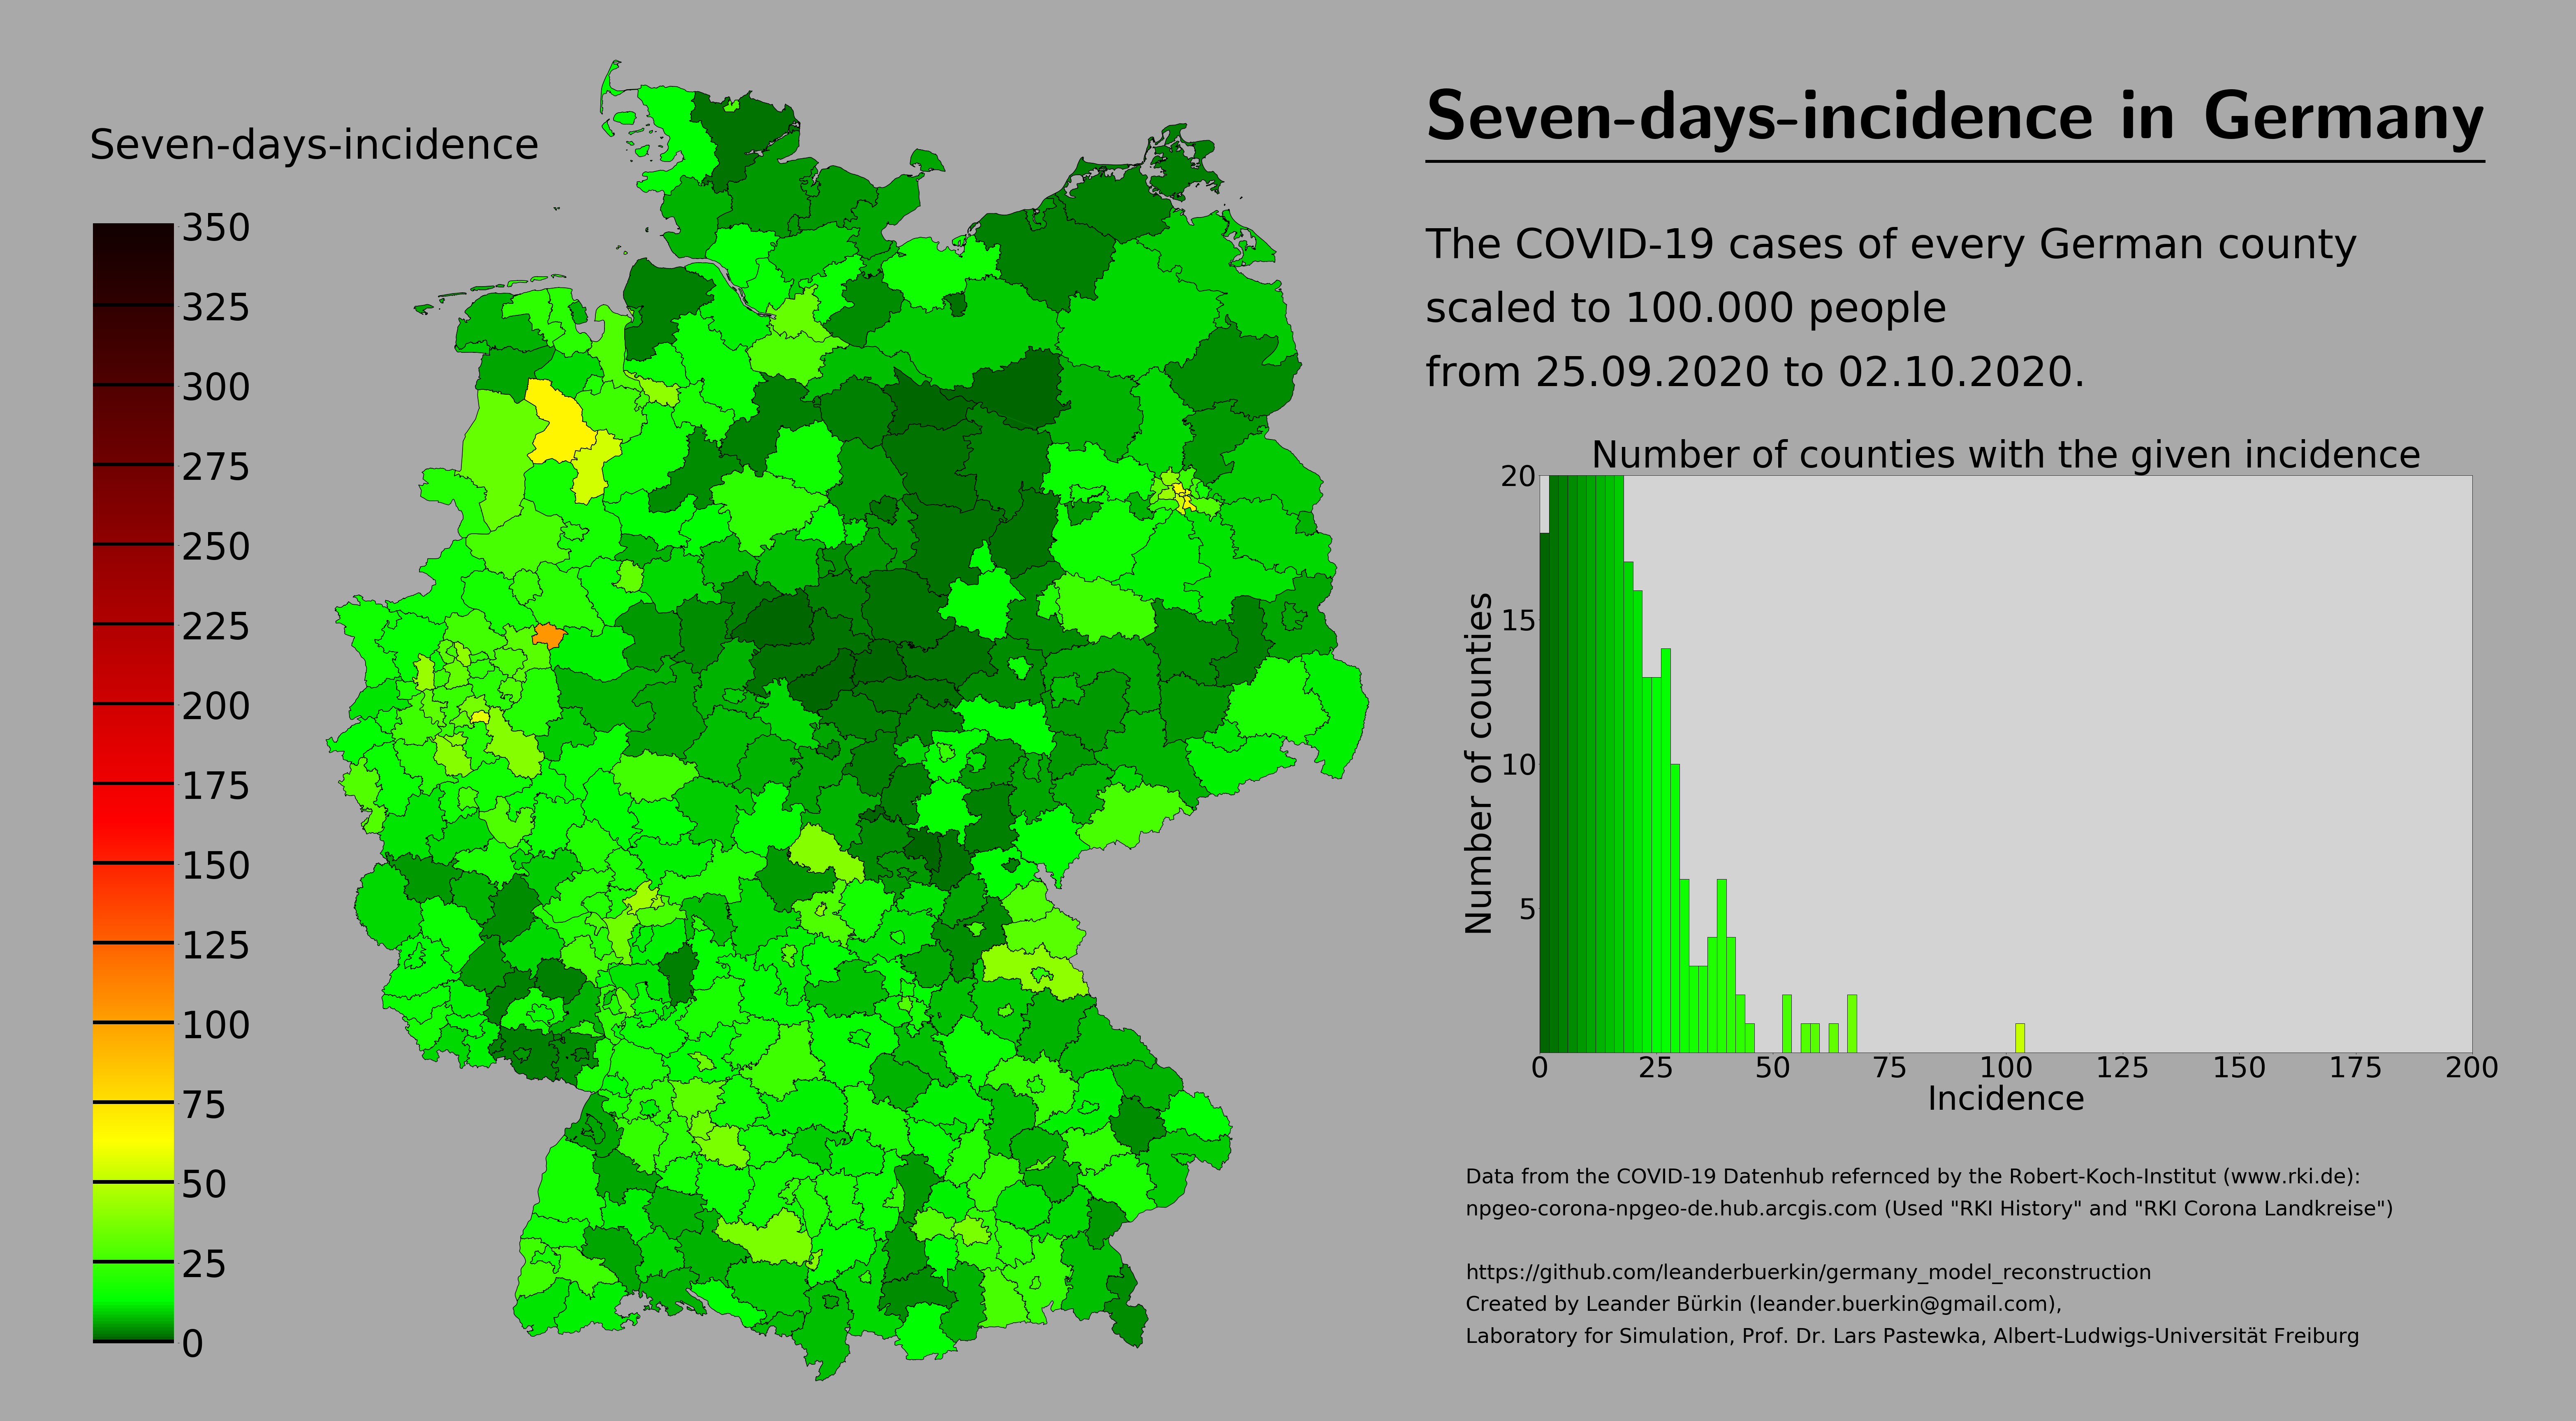 Seven-days-incidence in Germany
Seven-days-incidence
350
325
300
275
250
225
200
175
150
125
100
75
50
25
0
The COVID-19 cases of every German county
scaled to 100.000 people
from 25.09.2020 to 02.10.2020.
Number of counties with the given incidence
20
15
10
5
Number of counties
0 25 50 75 100 125 150 175 200
Incidence
Data from the COVID-19 Datenhub refernced by the Robert-Koch-Institut (www.rki.de):
npgeo-corona-npgeo-de.hub.arcgis.com (Used "RKI History" and "RKI Corona Landkreise")
https://github.com/leanderbuerkin/germany_model_reconstruction
Created by Leander Bürkin (leander.buerkin@gmail.com),
Laboratory for Simulation, Prof. Dr. Lars Pastewka, Albert-Ludwigs-Universität Freiburg